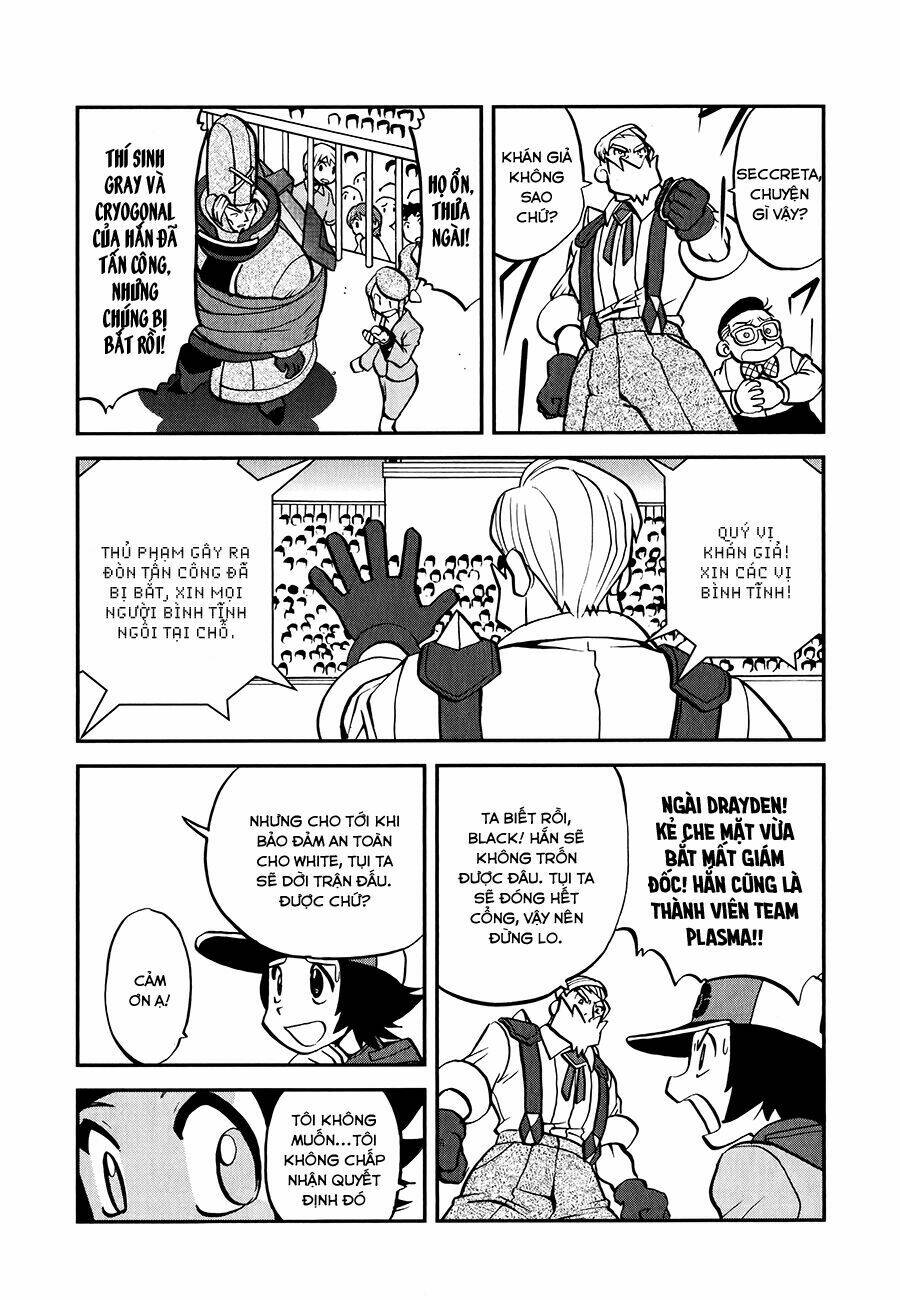 SECCRETA,
CHUYỆN
GÌ VẬY?
KHÁN GIẢ
KHÔNG
SAO
CHỨ?
HỌ ỔN,
THƯA
NGÀI!
THÍ SINH
GRAY VÀ
CRYOGONAL
CỦA HẮN ĐÃ
TẤN CÔNG,
NHƯNG
CHÚNG BỊ
BẮT RỒI!
QUÝ VỊ
KHÁN GIẢ!
XIN CÁC VỊ
BÌNH TĨNH!
THỦ PHẠM GÂY RA
ĐÒN TẤN CÔNG ĐÃ
BỊ BẮT, XIN MỌI
NGƯỜI BÌNH TĨNH
NGỒI TẠI CHỖ.
NGÀI DRAYDEN!
KẺ CHE MẶT VỪA
BẮT MẤT GIÁM
ĐỐC! HẮN CŨNG LÀ
THÀNH VIÊN TEAM
PLASMA!!
TA BIẾT RỒI,
BLACK! HẮN SẼ
KHÔNG TRỐN
ĐƯỢC ĐÂU. TỤI TA
SẼ ĐÓNG HẾT
CỔNG, VẬY NÊN
ĐỪNG LO.
NHƯNG CHO TỚI KHI
BẢO ĐẢM AN TOÀN
CHO WHITE, TỤI TA
SẼ DỜI TRẬN ĐẤU.
ĐƯỢC CHỨ?
CẢM
ƠN Ạ!
TÔI KHÔNG
MUỐN...TÔI
KHÔNG CHẤP
NHẬN QUYẾT
ĐỊNH ĐÓ